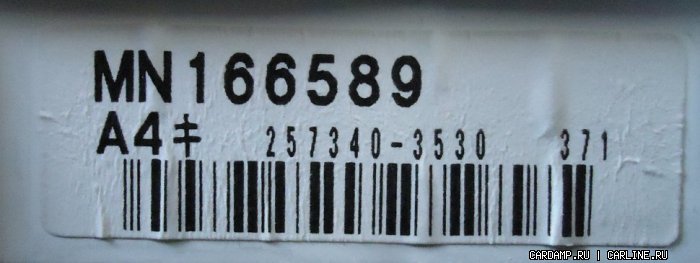 MN166589
A4キ 257340-3530 371
CARDAMP.RU | CARLINE.RU